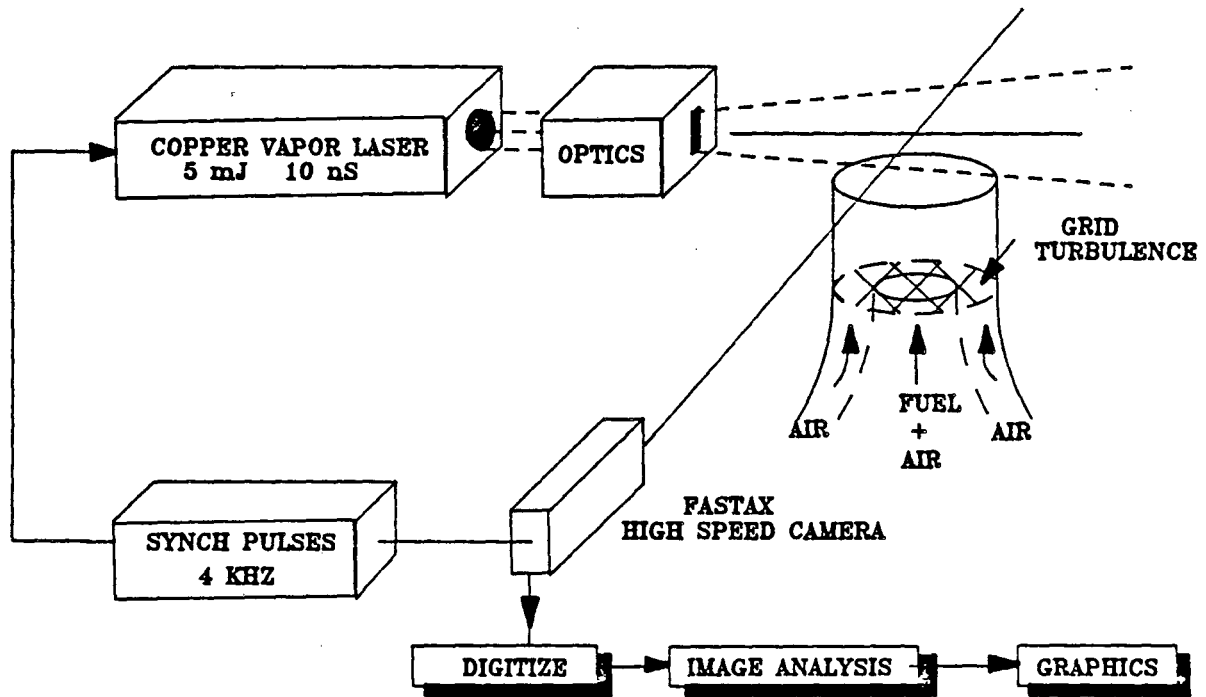 COPPER VAPOR LASER
5 mJ 10 nS
OPTICS
GRID
TURBULENCE
AIR
FUEL
+
AIR
AIR
FASTAX
HIGH SPEED CAMERA
SYNCH PULSES
4 KHZ
DIGITIZE
IMAGE ANALYSIS
GRAPHICS